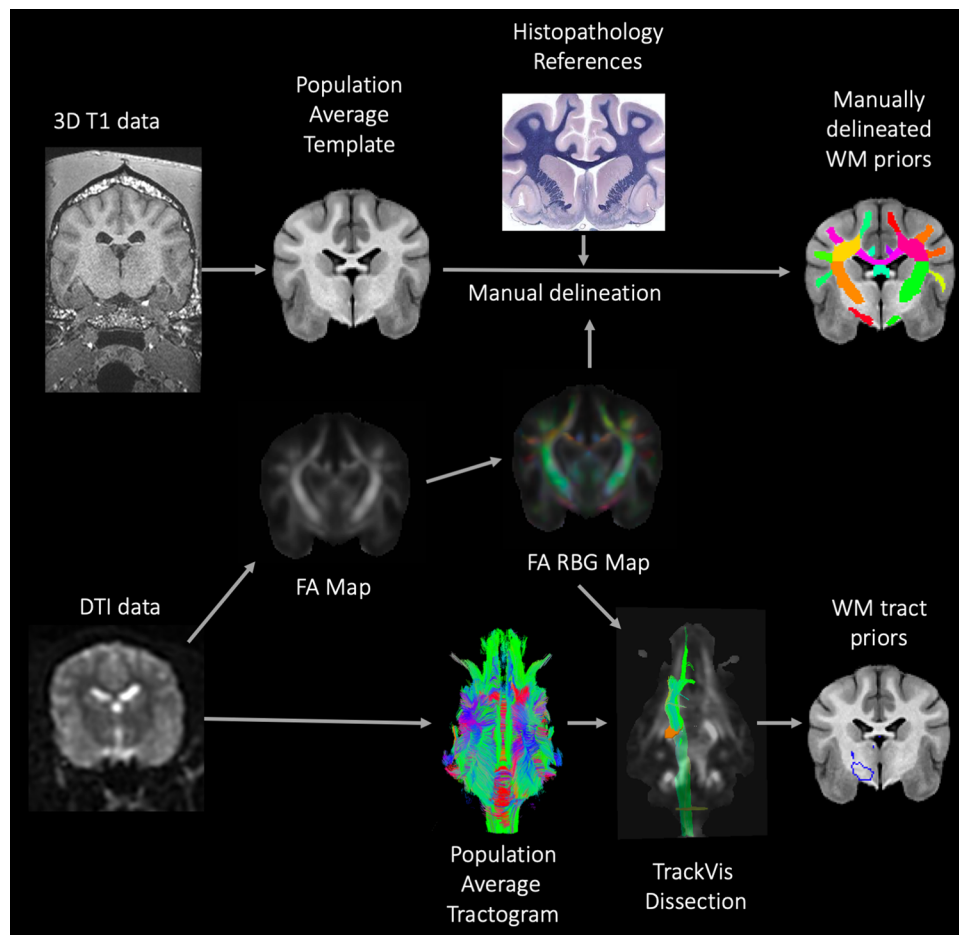 Histopathology
References
Population
Average
Template
3D T1 data
Manually
delineated
WM priors
Manual delineation
FA Map
FA RBG Map
DTI data
WM tract
priors
Population
Average
Tractogram
TrackVis
Dissection